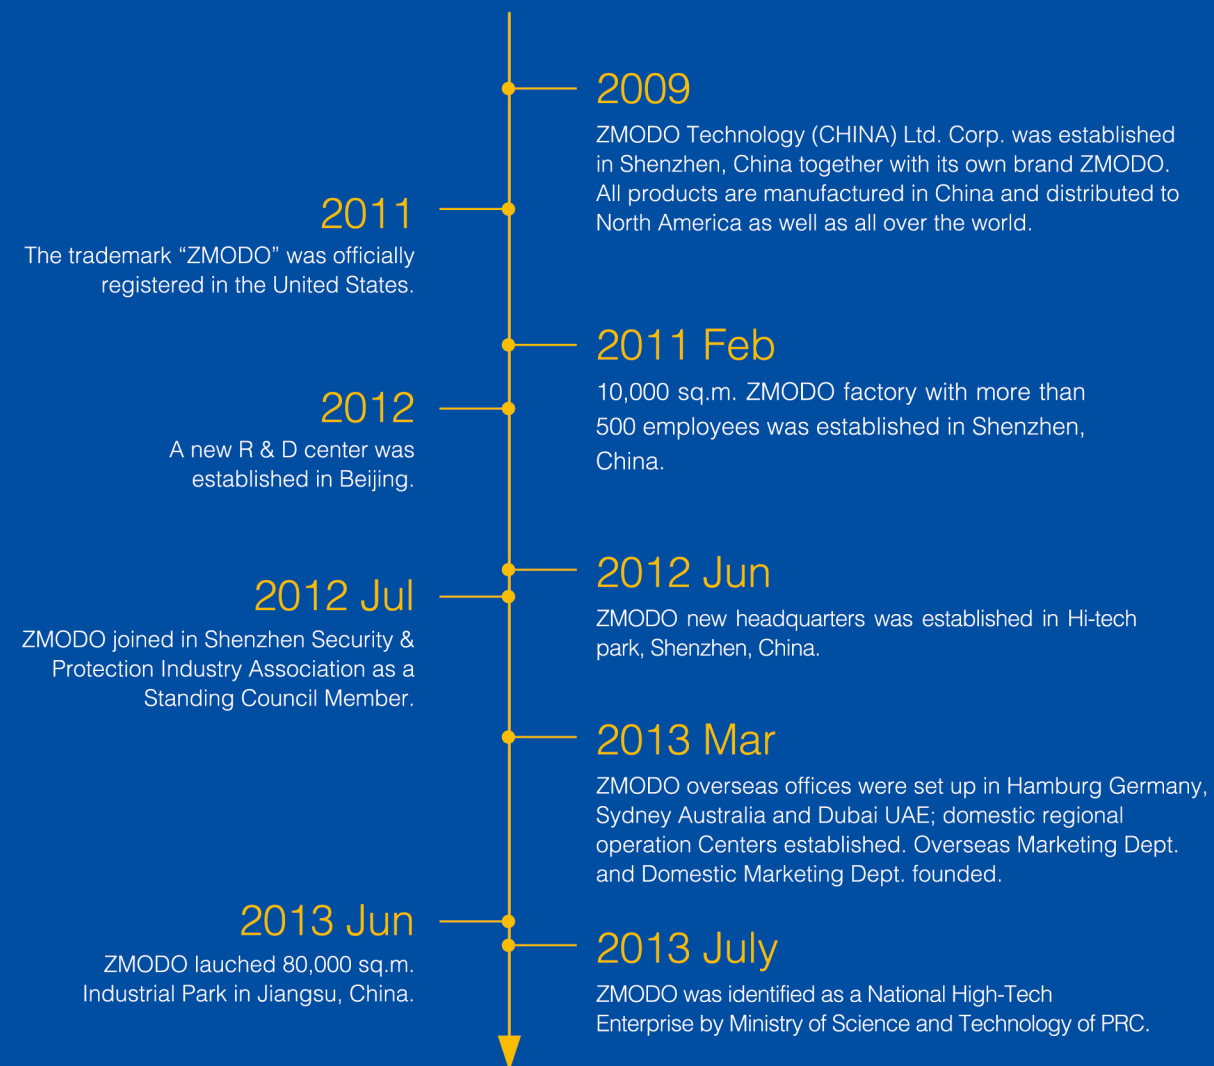 2009
ZMODO Technology (CHINA) Ltd. Corp. was established
in Shenzhen, China together with its own brand ZMODO.
All products are manufactured in China and distributed to
North America as well as all over the world.
2011
The trademark “ZMODO” was officially
registered in the United States.
2011 Feb
10,000 sq.m. ZMODO factory with more than
500 employees was established in Shenzhen,
China.
2012
A new R & D center was
established in Beijing.
2012 Jun
ZMODO new headquarters was established in Hi-tech
park, Shenzhen, China.
2012 Jul
ZMODO joined in Shenzhen Security &
Protection Industry Association as a
Standing Council Member.
2013 Mar
ZMODO overseas offices were set up in Hamburg Germany,
Sydney Australia and Dubai UAE; domestic regional
operation Centers established. Overseas Marketing Dept.
and Domestic Marketing Dept. founded.
2013 Jun
ZMODO lauched 80,000 sq.m.
Industrial Park in Jiangsu, China.
2013 July
ZMODO was identified as a National High-Tech
Enterprise by Ministry of Science and Technology of PRC.